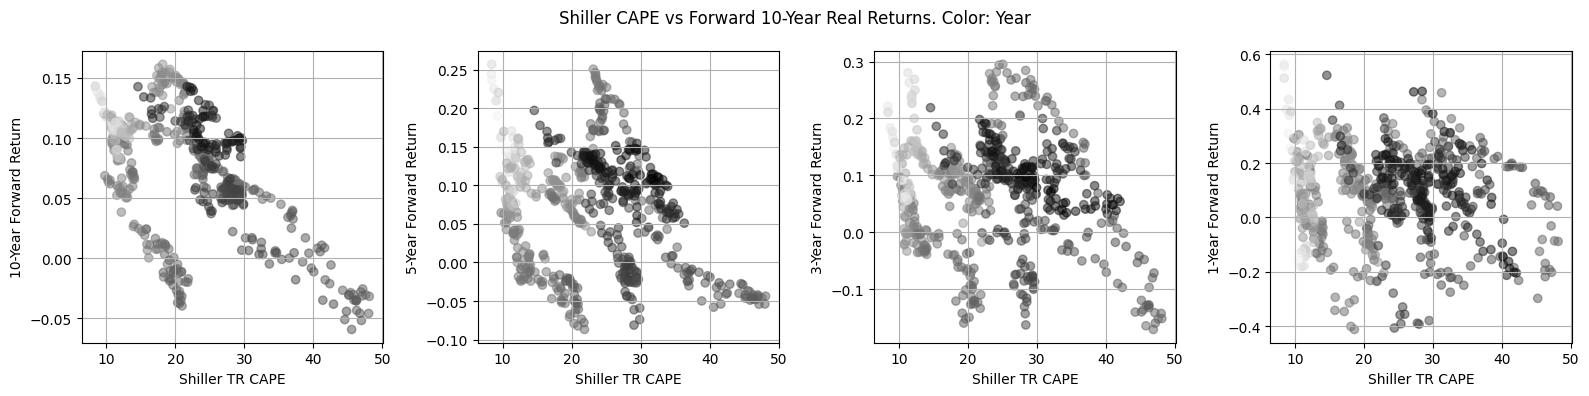 Shiller CAPE vs Forward 10-Year Real Returns. Color: Year
10-Year Forward Return
0.15
0.10
0.05
0.00
−0.05
10 20 30 40 50
Shiller TR CAPE
5-Year Forward Return
0.25
0.20
0.15
0.10
0.05
0.00
−0.05
−0.10
10 20 30 40 50
Shiller TR CAPE
3-Year Forward Return
0.3
0.2
0.1
0.0
−0.1
10 20 30 40 50
Shiller TR CAPE
1-Year Forward Return
0.6
0.4
0.2
0.0
−0.2
−0.4
10 20 30 40 50
Shiller TR CAPE